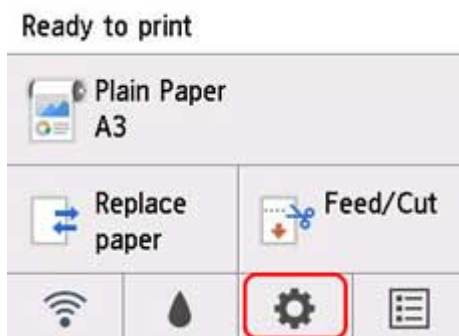 Ready to print
Plain Paper
A3
Replace
paper
Feed/Cut